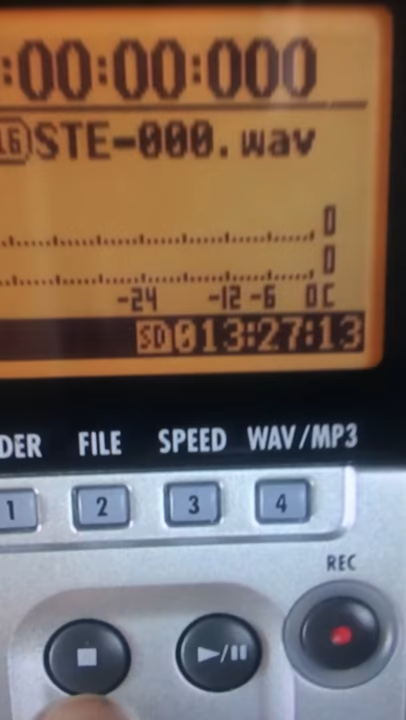 :00:00:000
16 STE-000.wav
0
0
-24 -12 -6 0
SD 013:27:13
DER FILE SPEED WAV/MP3
1 2 3 4
REC